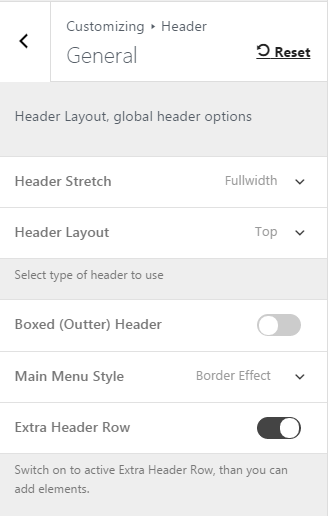 Customizing ▸ Header
General
Reset
Header Layout, global header options
Header Stretch Fullwidth
Header Layout Top
Select type of header to use
Boxed (Outter) Header
Main Menu Style Border Effect
Extra Header Row
Switch on to active Extra Header Row, than you can
add elements.